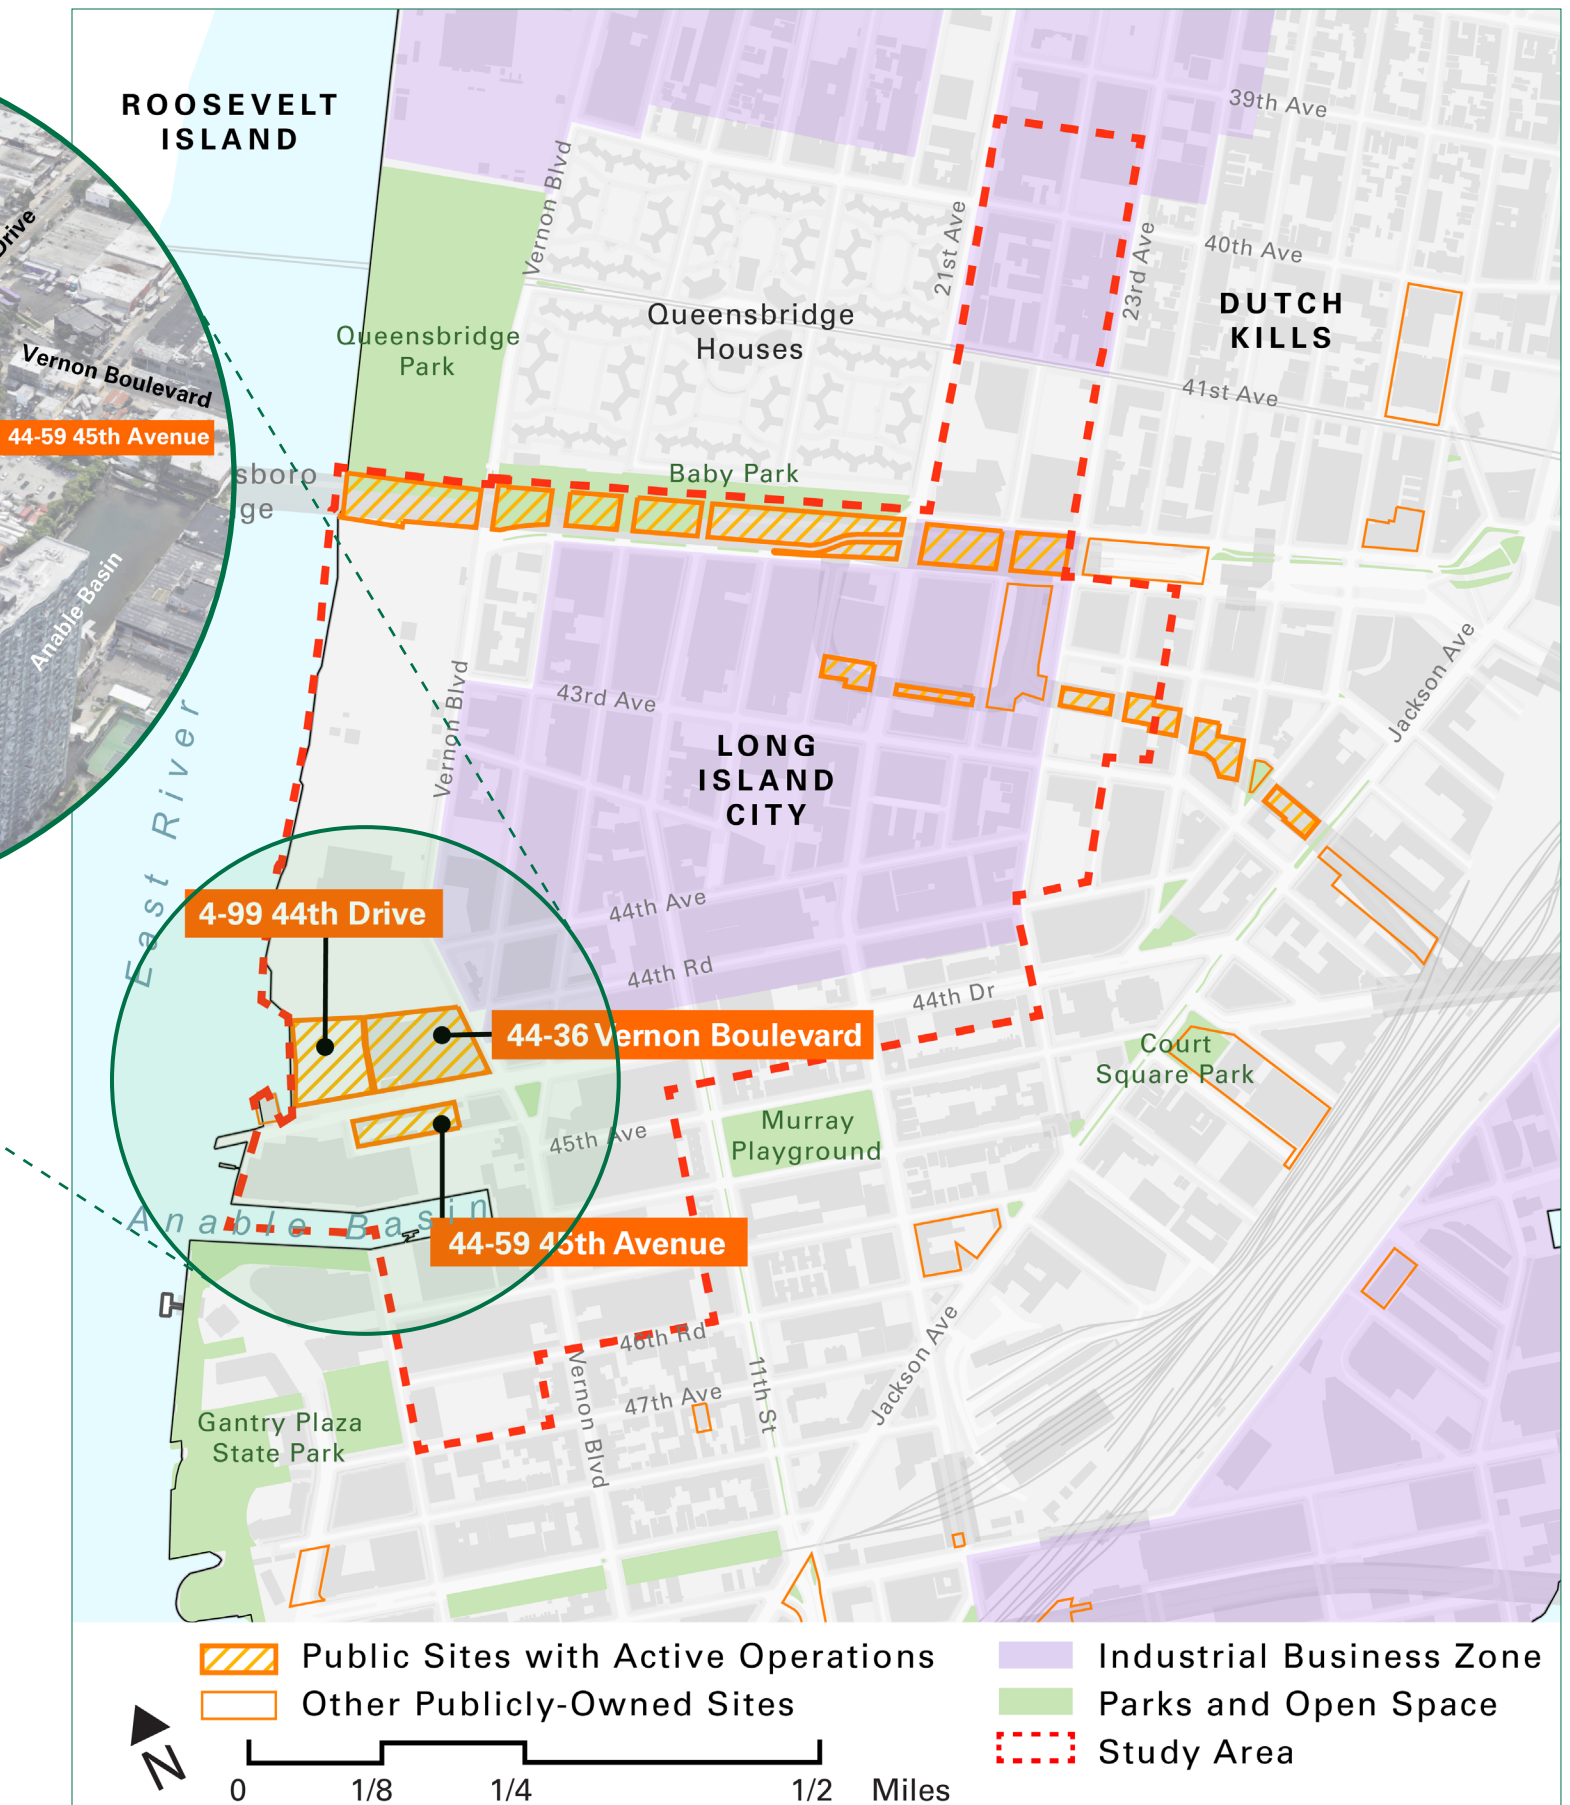 ROOSEVELT
ISLAND
39th Ave
Vernon Blvd
Drive
21st Ave
23rd Ave
40th Ave
DUTCH
KILLS
Queensbridge
Houses
Queensbridge
Park
Vernon Boulevard
41st Ave
44-59 45th Avenue
sboro
ge
Baby Park
Anable Basin
Jackson Ave
43rd Ave
Vernon Blvd
LONG
ISLAND
CITY
East River
44th Ave
4-99 44th Drive
44th Rd
44th Dr
44-36 Vernon Boulevard
Court
Square Park
Murray
Playground
45th Ave
Anable Basin
44-59 45th Avenue
46th Rd
Jackson Ave
Vernon Blvd
11th St
47th Ave
Gantry Plaza
State Park
Public Sites with Active Operations
Other Publicly-Owned Sites
Industrial Business Zone
Parks and Open Space
Study Area
N
0 1/8 1/4 1/2 Miles